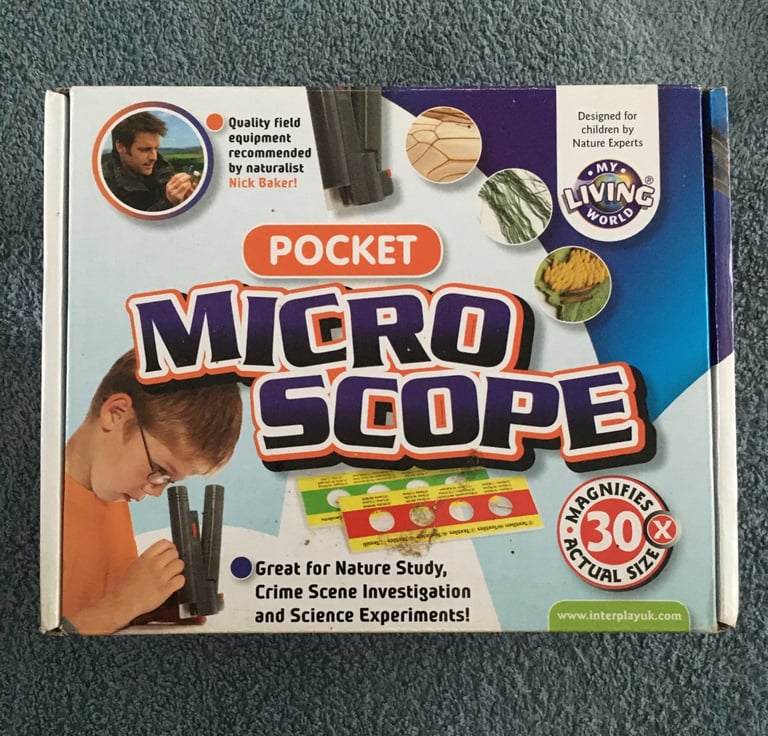 Quality field
equipment
recommended
by naturalist
Nick Baker!
Designed for
children by
Nature Experts
MY
LIVING®
WORLD
POCKET
MICRO
SCOPE
MAGNIFIES
30X
ACTUAL SIZE
Great for Nature Study,
Crime Scene Investigation
and Science Experiments!
www.interplayuk.com